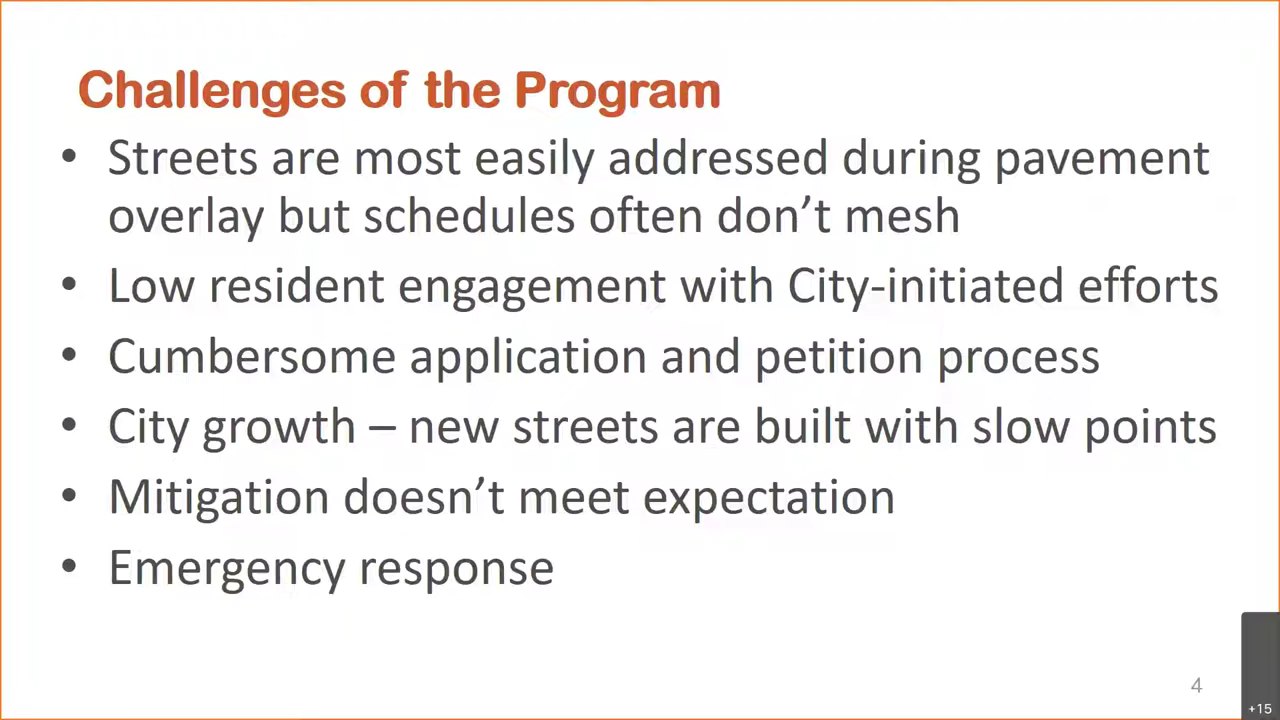 Challenges of the Program
• Streets are most easily addressed during pavement
overlay but schedules often don’t mesh
• Low resident engagement with City-initiated efforts
• Cumbersome application and petition process
• City growth – new streets are built with slow points
• Mitigation doesn’t meet expectation
• Emergency response
4
+15